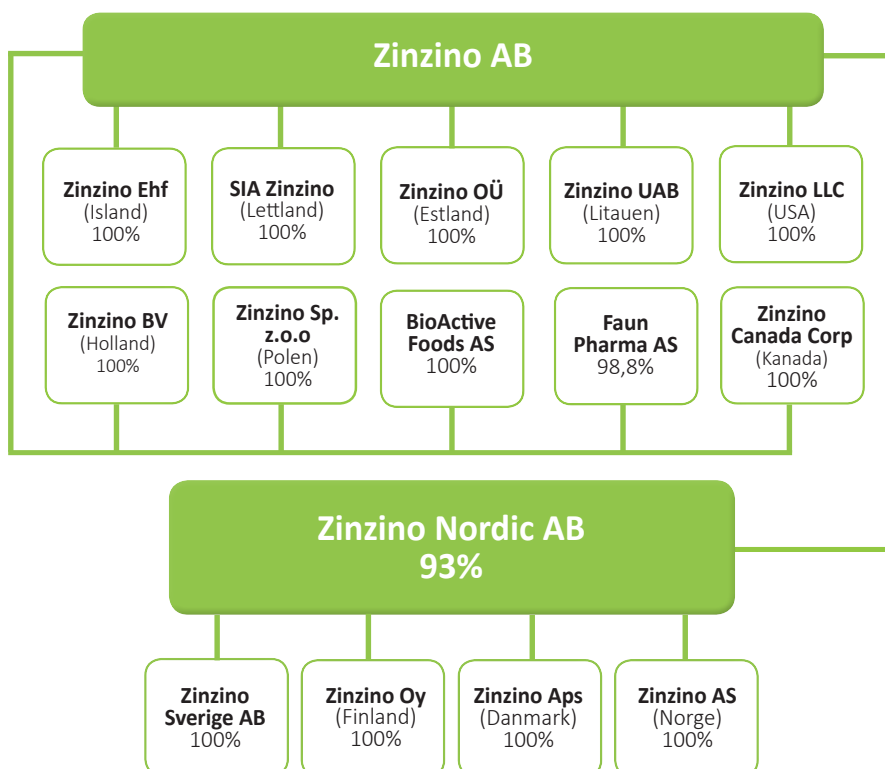 Zinzino AB
Zinzino Ehf
(Island)
100%
SIA Zinzino
(Lettland)
100%
Zinzino OÜ
(Estland)
100%
Zinzino UAB
(Litauen)
100%
Zinzino LLC
(USA)
100%
Zinzino BV
(Holland)
100%
Zinzino Sp.
z.o.o
(Polen)
100%
BioActive
Foods AS
100%
Faun
Pharma AS
98,8%
Zinzino
Canada Corp
(Kanada)
100%
Zinzino Nordic AB
93%
Zinzino
Sverige AB
100%
Zinzino Oy
(Finland)
100%
Zinzino Aps
(Danmark)
100%
Zinzino AS
(Norge)
100%